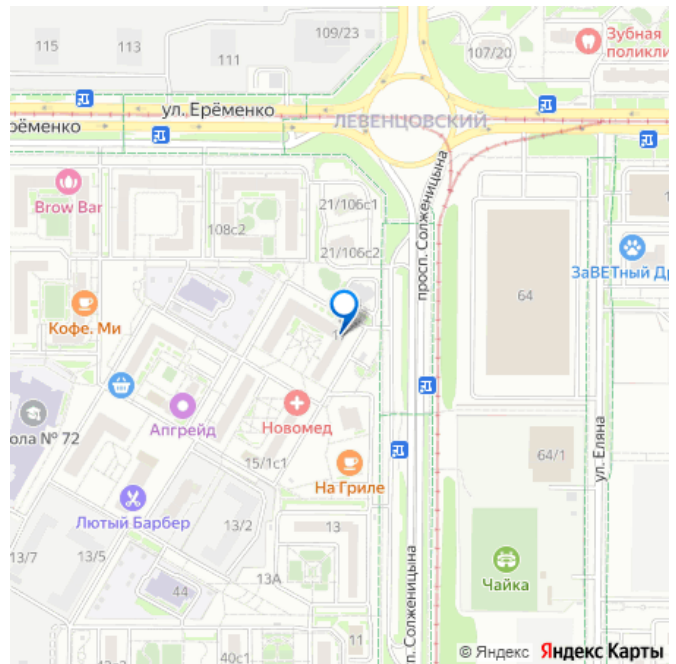 109/23
115
113
111
107/20
Зубная
поликли
ул. Ерёменко
рёменко
ЛЕВЕНЦОВСКИЙ
Brow Bar
108с2
21/106с1
21/106с2
просп. Солженицына
64
ЗаВЕТный Др
Кофе. Ми
ола № 72
Апгрейд
Новомед
15/1с1
На Гриле
64/1
ул. Еляна
Лютый Барбер
13/2
13
13/7
13/5
13А
44
Чайка
п. Солженицына
11
40с1
13с2
© Яндекс Яндекс Карты